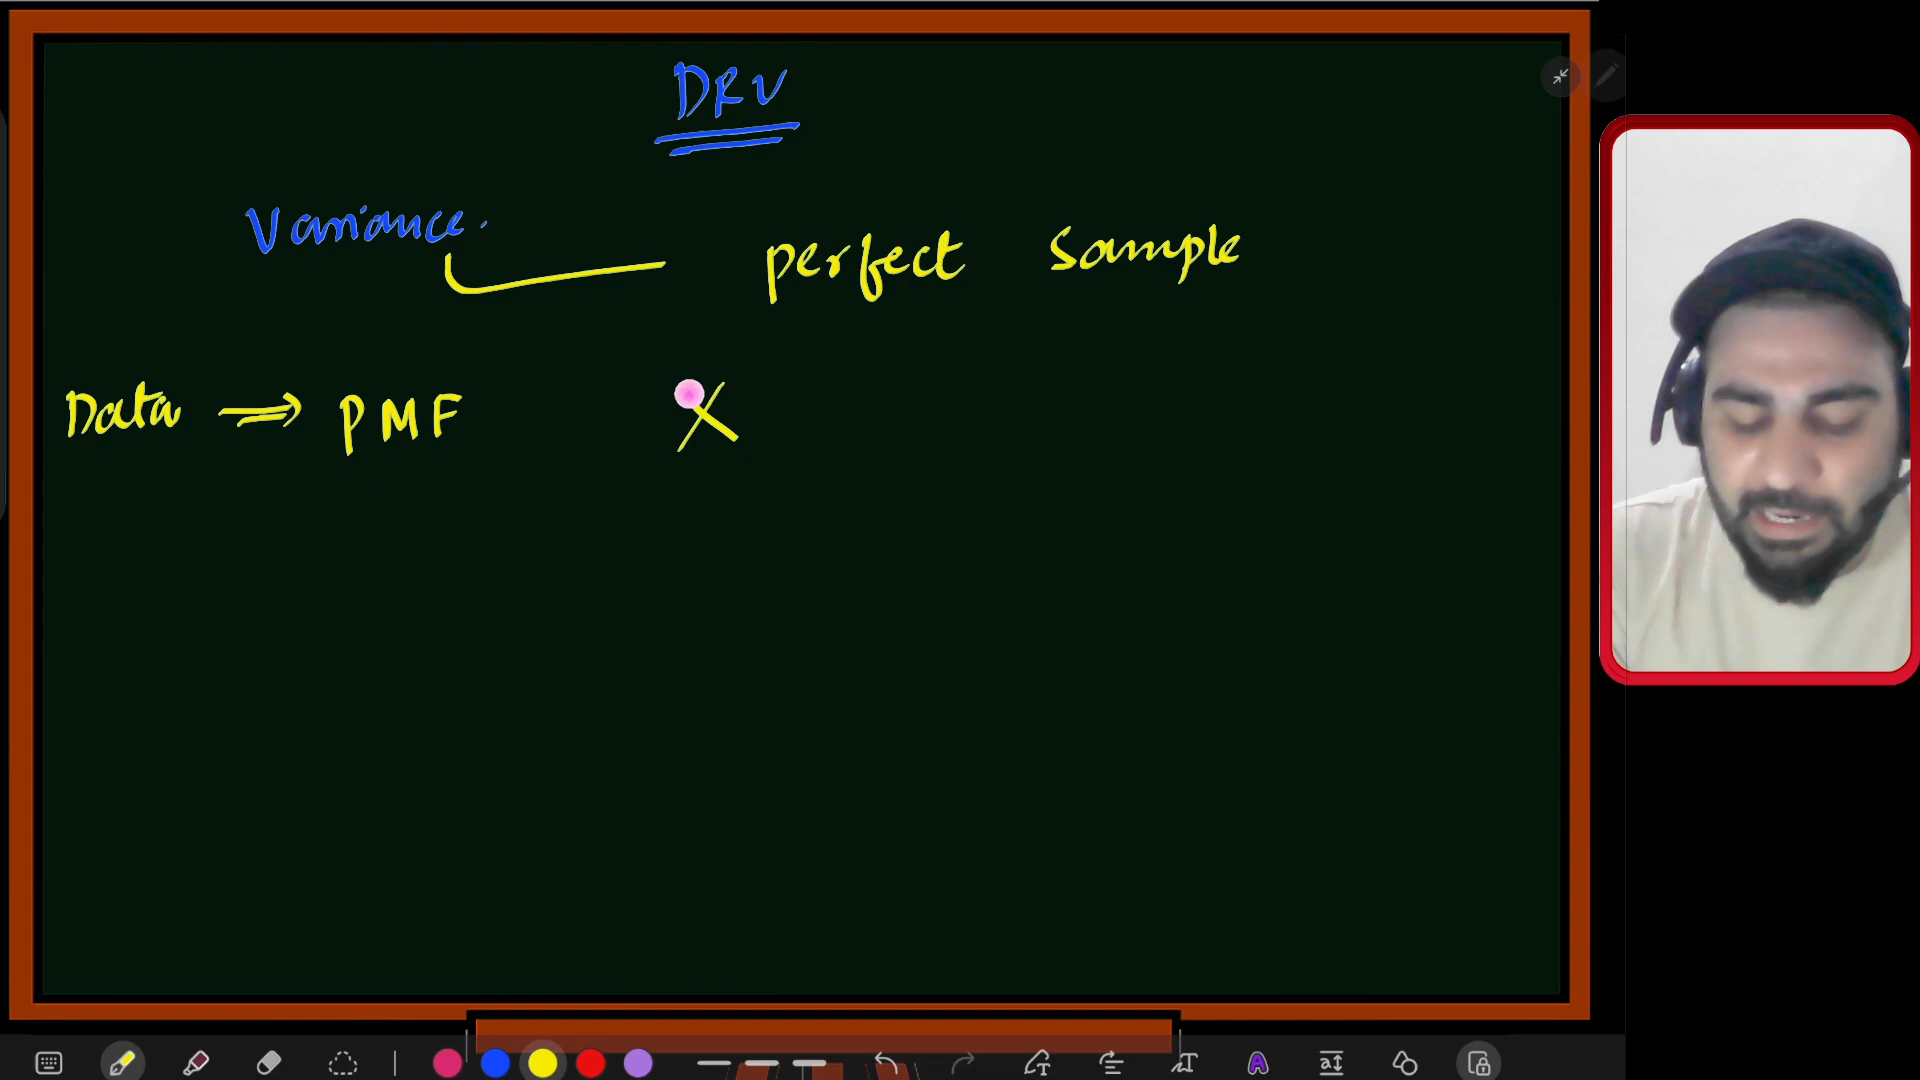 DRV
Variance.
perfect sample
Data ⇒ PMF X